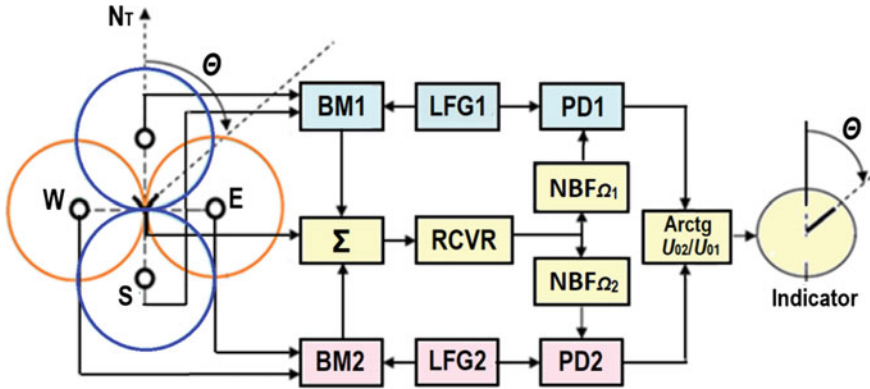 NT
Θ
W
E
S
BM1
LFG1
PD1
NBFΩ1
Σ
RCVR
NBFΩ2
Arctg
U02/U01
BM2
LFG2
PD2
Θ
Indicator